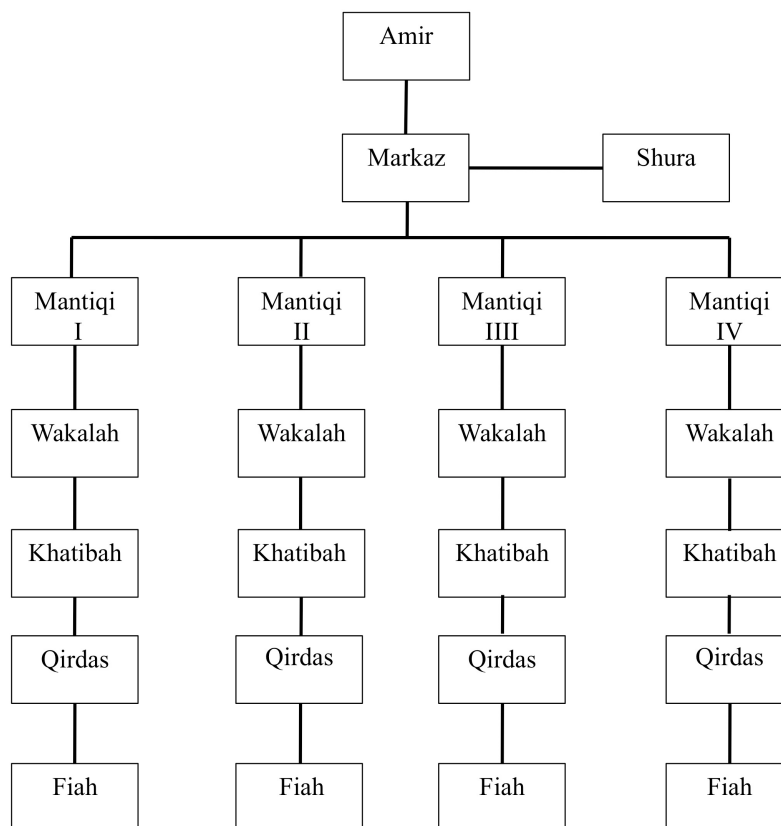 Amir
Markaz
Shura
Mantiqi
I
Mantiqi
II
Mantiqi
IIII
Mantiqi
IV
Wakalah
Wakalah
Wakalah
Wakalah
Khatibah
Khatibah
Khatibah
Khatibah
Qirdas
Qirdas
Qirdas
Qirdas
Fiah
Fiah
Fiah
Fiah